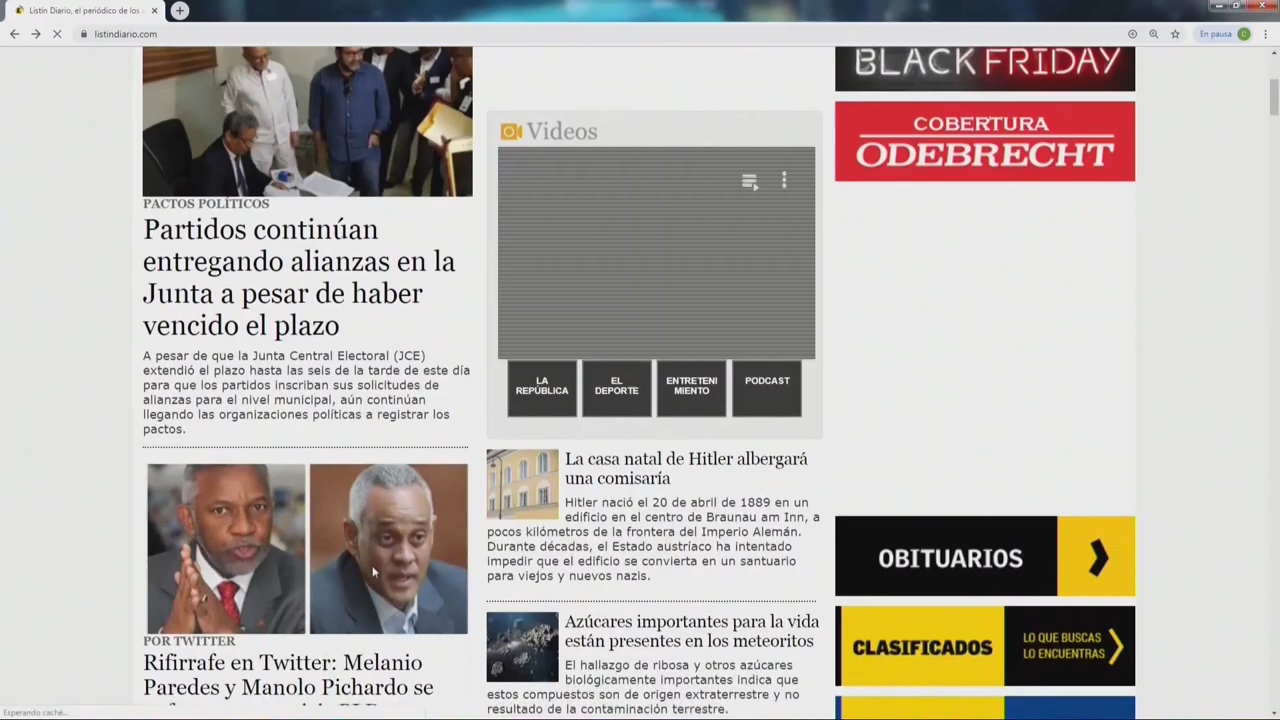 Listín Diario, el periódico de los
listindiario.com
En pausa
C
PACTOS POLÍTICOS
Partidos continúan
entregando alianzas en la
Junta a pesar de haber
vencido el plazo
A pesar de que la Junta Central Electoral (JCE)
extendió el plazo hasta las seis de la tarde de este día
para que los partidos inscriban sus solicitudes de
alianzas para el nivel municipal, aún continúan
llegando las organizaciones políticas a registrar los
pactos.
POR TWITTER
Rifirrafe en Twitter: Melanio
Paredes y Manolo Pichardo se
Videos
LA
REPÚBLICA
EL
DEPORTE
ENTRETENI
MIENTO
PODCAST
La casa natal de Hitler albergará
una comisaría
Hitler nació el 20 de abril de 1889 en un
edificio en el centro de Braunau am Inn, a
pocos kilómetros de la frontera del Imperio Alemán.
Durante décadas, el Estado austríaco ha intentado
impedir que el edificio se convierta en un santuario
para viejos y nuevos nazis.
Azúcares importantes para la vida
están presentes en los meteoritos
El hallazgo de ribosa y otros azúcares
biológicamente importantes indica que
estos compuestos son de origen extraterrestre y no
resultado de la contaminación terrestre.
BLACK FRIDAY
COBERTURA
ODEBRECHT
OBITUARIOS
CLASIFICADOS
LO QUE BUSCAS
LO ENCUENTRAS
Esperando caché...